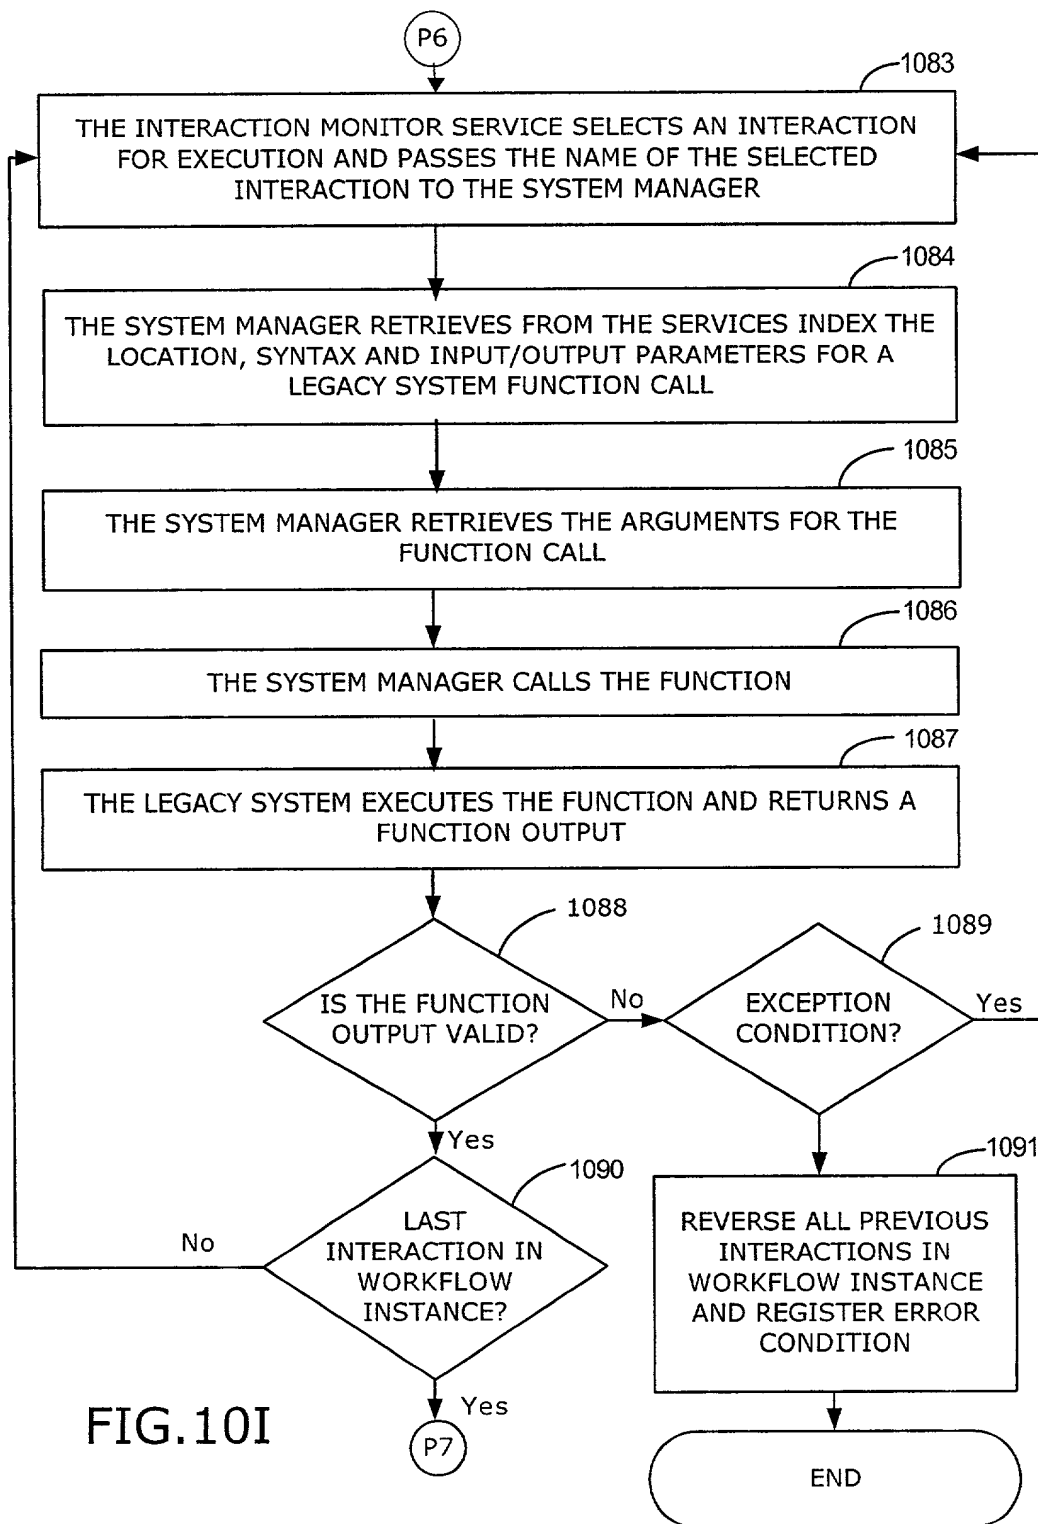 P6
1083
THE INTERACTION MONITOR SERVICE SELECTS AN INTERACTION
FOR EXECUTION AND PASSES THE NAME OF THE SELECTED
INTERACTION TO THE SYSTEM MANAGER
1084
THE SYSTEM MANAGER RETRIEVES FROM THE SERVICES INDEX THE
LOCATION, SYNTAX AND INPUT/OUTPUT PARAMETERS FOR A
LEGACY SYSTEM FUNCTION CALL
1085
THE SYSTEM MANAGER RETRIEVES THE ARGUMENTS FOR THE
FUNCTION CALL
1086
THE SYSTEM MANAGER CALLS THE FUNCTION
1087
THE LEGACY SYSTEM EXECUTES THE FUNCTION AND RETURNS A
FUNCTION OUTPUT
1088
IS THE FUNCTION
OUTPUT VALID?
No
1089
EXCEPTION
CONDITION?
Yes
Yes
1090
LAST
INTERACTION IN
WORKFLOW
INSTANCE?
No
Yes
P7
1091
REVERSE ALL PREVIOUS
INTERACTIONS IN
WORKFLOW INSTANCE
AND REGISTER ERROR
CONDITION
END
FIG.10I